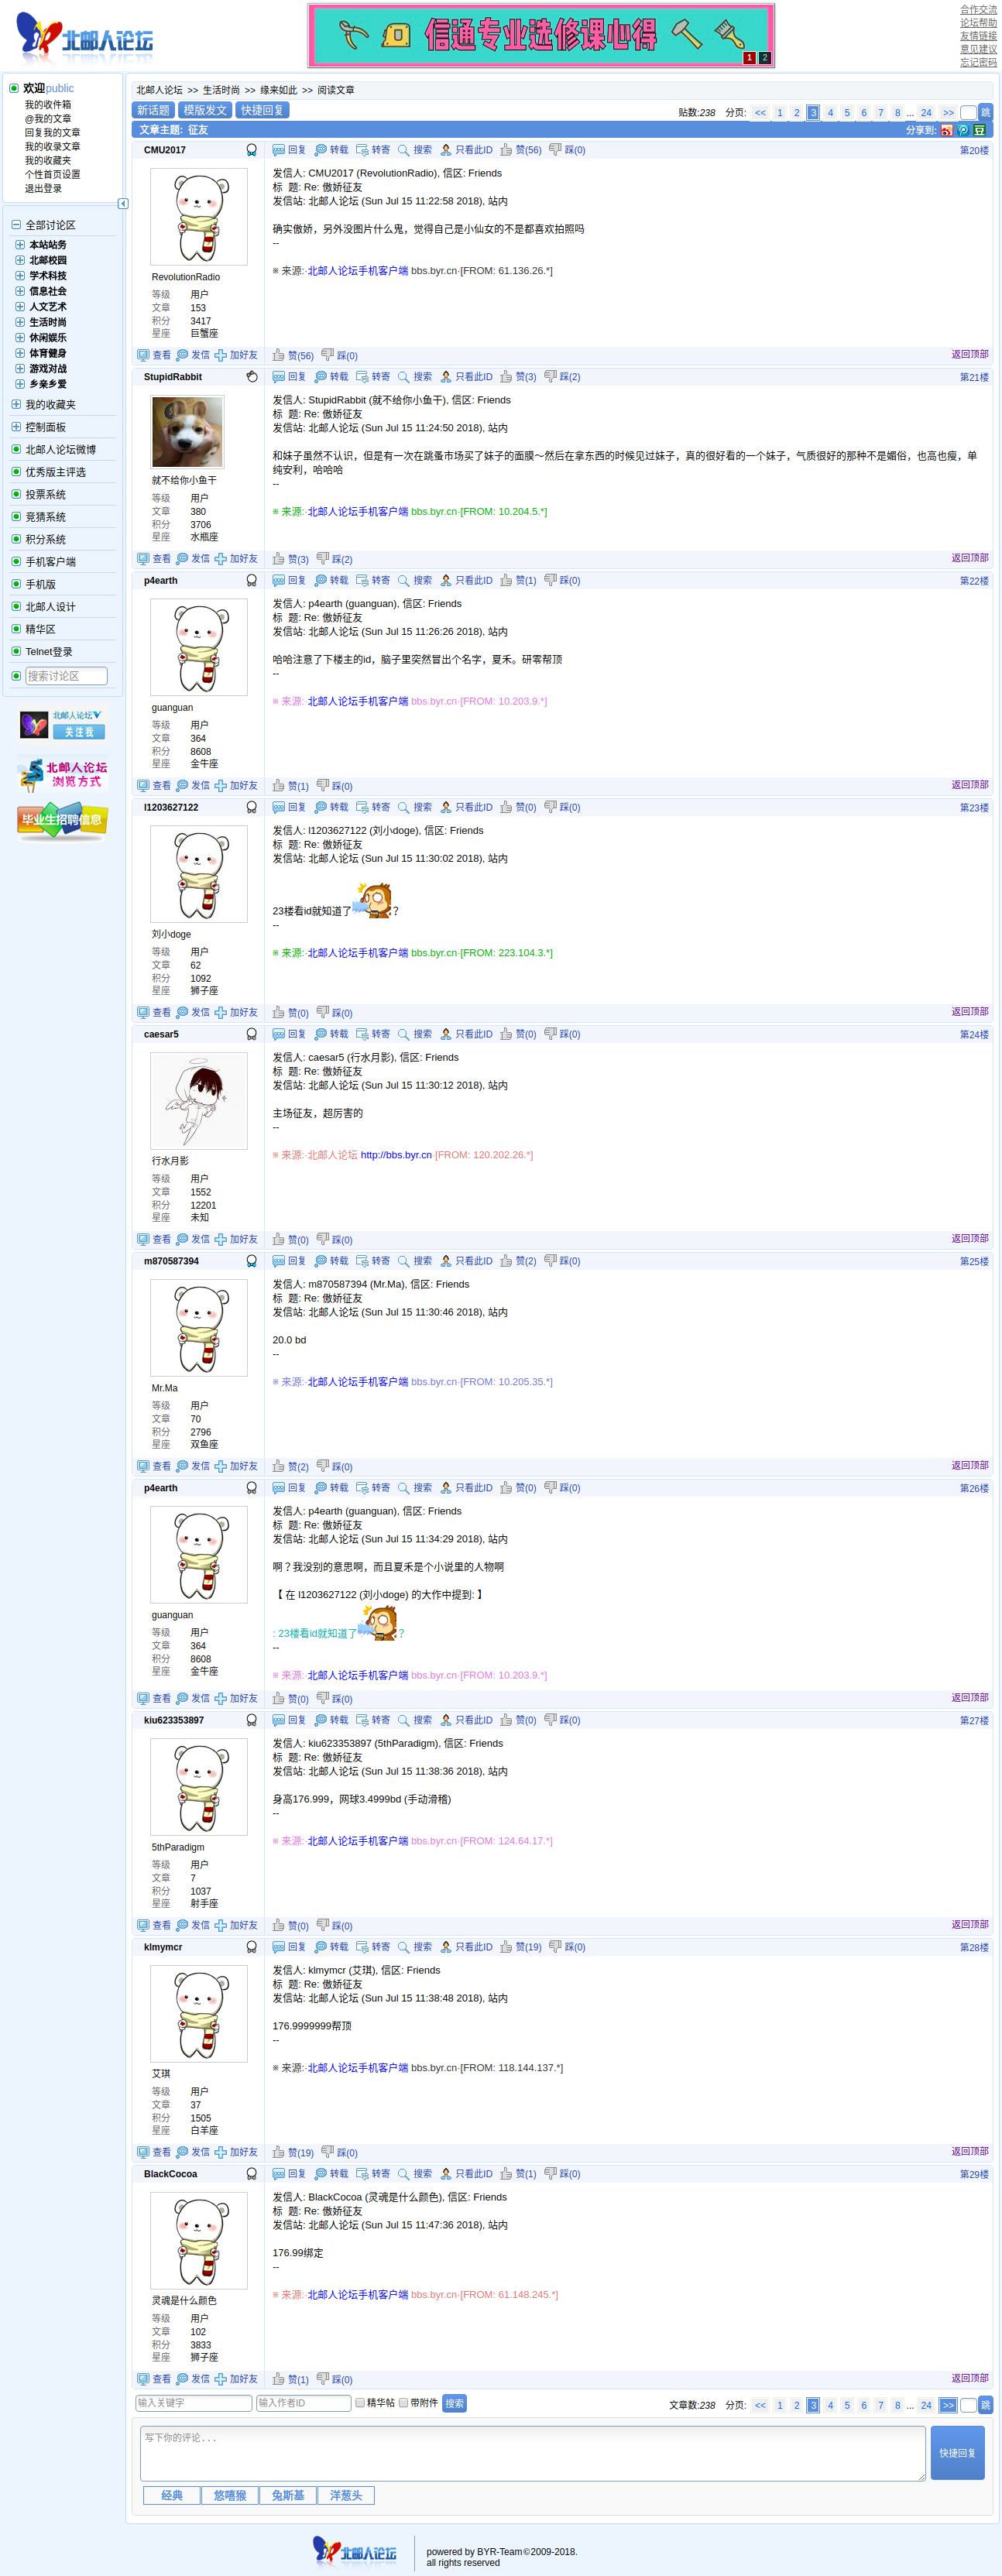 北邮人论坛
信通专业选修课心得
1 2
合作交流
论坛帮助
友情链接
意见建议
忘记密码
欢迎public
我的收件箱
@我的文章
回复我的文章
我的收录文章
我的收藏夹
个性首页设置
退出登录
全部讨论区
本站站务
北邮校园
学术科技
信息社会
人文艺术
生活时尚
休闲娱乐
体育健身
游戏对战
乡亲乡爱
我的收藏夹
控制面板
北邮人论坛微博
优秀版主评选
投票系统
竞猜系统
积分系统
手机客户端
手机版
北邮人设计
精华区
Telnet登录
搜索讨论区
北邮人论坛
关注我
北邮人论坛
浏览方式
毕业生招聘信息
北邮人论坛 >> 生活时尚 >> 缘来如此 >> 阅读文章
新话题 模版发文 快捷回复
贴数:238 分页: << 1 2 3 4 5 6 7 8 ... 24 >> 跳
文章主题: 征友
分享到: 豆
CMU2017
回复 转载 转寄 搜索 只看此ID 赞(56) 踩(0) 第20楼
RevolutionRadio
等级 用户
文章 153
积分 3417
星座 巨蟹座
发信人: CMU2017 (RevolutionRadio), 信区: Friends
标 题: Re: 傲娇征友
发信站: 北邮人论坛 (Sun Jul 15 11:22:58 2018), 站内
确实傲娇，另外没图片什么鬼，觉得自己是小仙女的不是都喜欢拍照吗
--
※ 来源:·北邮人论坛手机客户端 bbs.byr.cn·[FROM: 61.136.26.*]
查看 发信 加好友 赞(56) 踩(0) 返回顶部
StupidRabbit
回复 转载 转寄 搜索 只看此ID 赞(3) 踩(2) 第21楼
就不给你小鱼干
等级 用户
文章 380
积分 3706
星座 水瓶座
发信人: StupidRabbit (就不给你小鱼干), 信区: Friends
标 题: Re: 傲娇征友
发信站: 北邮人论坛 (Sun Jul 15 11:24:50 2018), 站内
和妹子虽然不认识，但是有一次在跳蚤市场买了妹子的面膜～然后在拿东西的时候见过妹子，真的很好看的一个妹子，气质很好的那种不是媚俗，也高也瘦，单
纯安利，哈哈哈
--
※ 来源:·北邮人论坛手机客户端 bbs.byr.cn·[FROM: 10.204.5.*]
查看 发信 加好友 赞(3) 踩(2) 返回顶部
p4earth
回复 转载 转寄 搜索 只看此ID 赞(1) 踩(0) 第22楼
guanguan
等级 用户
文章 364
积分 8608
星座 金牛座
发信人: p4earth (guanguan), 信区: Friends
标 题: Re: 傲娇征友
发信站: 北邮人论坛 (Sun Jul 15 11:26:26 2018), 站内
哈哈注意了下楼主的id，脑子里突然冒出个名字，夏禾。研零帮顶
--
※ 来源:·北邮人论坛手机客户端 bbs.byr.cn·[FROM: 10.203.9.*]
查看 发信 加好友 赞(1) 踩(0) 返回顶部
l1203627122
回复 转载 转寄 搜索 只看此ID 赞(0) 踩(0) 第23楼
刘小doge
等级 用户
文章 62
积分 1092
星座 狮子座
发信人: l1203627122 (刘小doge), 信区: Friends
标 题: Re: 傲娇征友
发信站: 北邮人论坛 (Sun Jul 15 11:30:02 2018), 站内
23楼看id就知道了？
--
※ 来源:·北邮人论坛手机客户端 bbs.byr.cn·[FROM: 223.104.3.*]
查看 发信 加好友 赞(0) 踩(0) 返回顶部
caesar5
回复 转载 转寄 搜索 只看此ID 赞(0) 踩(0) 第24楼
行水月影
等级 用户
文章 1552
积分 12201
星座 未知
发信人: caesar5 (行水月影), 信区: Friends
标 题: Re: 傲娇征友
发信站: 北邮人论坛 (Sun Jul 15 11:30:12 2018), 站内
主场征友，超厉害的
--
※ 来源:·北邮人论坛 http://bbs.byr.cn·[FROM: 120.202.26.*]
查看 发信 加好友 赞(0) 踩(0) 返回顶部
m870587394
回复 转载 转寄 搜索 只看此ID 赞(2) 踩(0) 第25楼
Mr.Ma
等级 用户
文章 70
积分 2796
星座 双鱼座
发信人: m870587394 (Mr.Ma), 信区: Friends
标 题: Re: 傲娇征友
发信站: 北邮人论坛 (Sun Jul 15 11:30:46 2018), 站内
20.0 bd
--
※ 来源:·北邮人论坛手机客户端 bbs.byr.cn·[FROM: 10.205.35.*]
查看 发信 加好友 赞(2) 踩(0) 返回顶部
p4earth
回复 转载 转寄 搜索 只看此ID 赞(0) 踩(0) 第26楼
guanguan
等级 用户
文章 364
积分 8608
星座 金牛座
发信人: p4earth (guanguan), 信区: Friends
标 题: Re: 傲娇征友
发信站: 北邮人论坛 (Sun Jul 15 11:34:29 2018), 站内
啊？我没别的意思啊，而且夏禾是个小说里的人物啊
【 在 l1203627122 (刘小doge) 的大作中提到: 】
: 23楼看id就知道了？
--
※ 来源:·北邮人论坛手机客户端 bbs.byr.cn·[FROM: 10.203.9.*]
查看 发信 加好友 赞(0) 踩(0) 返回顶部
kiu623353897
回复 转载 转寄 搜索 只看此ID 赞(0) 踩(0) 第27楼
5thParadigm
等级 用户
文章 7
积分 1037
星座 射手座
发信人: kiu623353897 (5thParadigm), 信区: Friends
标 题: Re: 傲娇征友
发信站: 北邮人论坛 (Sun Jul 15 11:38:36 2018), 站内
身高176.999，网球3.4999bd (手动滑稽)
--
※ 来源:·北邮人论坛手机客户端 bbs.byr.cn·[FROM: 124.64.17.*]
查看 发信 加好友 赞(0) 踩(0) 返回顶部
klmymcr
回复 转载 转寄 搜索 只看此ID 赞(19) 踩(0) 第28楼
艾琪
等级 用户
文章 37
积分 1505
星座 白羊座
发信人: klmymcr (艾琪), 信区: Friends
标 题: Re: 傲娇征友
发信站: 北邮人论坛 (Sun Jul 15 11:38:48 2018), 站内
176.9999999帮顶
--
※ 来源:·北邮人论坛手机客户端 bbs.byr.cn·[FROM: 118.144.137.*]
查看 发信 加好友 赞(19) 踩(0) 返回顶部
BlackCocoa
回复 转载 转寄 搜索 只看此ID 赞(1) 踩(0) 第29楼
灵魂是什么颜色
等级 用户
文章 102
积分 3833
星座 狮子座
发信人: BlackCocoa (灵魂是什么颜色), 信区: Friends
标 题: Re: 傲娇征友
发信站: 北邮人论坛 (Sun Jul 15 11:47:36 2018), 站内
176.99绑定
--
※ 来源:·北邮人论坛手机客户端 bbs.byr.cn·[FROM: 61.148.245.*]
查看 发信 加好友 赞(1) 踩(0) 返回顶部
输入关键字 输入作者ID 精华帖 带附件 搜索
文章数:238 分页: << 1 2 3 4 5 6 7 8 ... 24 >> 跳
写下你的评论...
快捷回复
经典 悠嘻猴 兔斯基 洋葱头
北邮人论坛
powered by BYR-Team©2009-2018.
all rights reserved